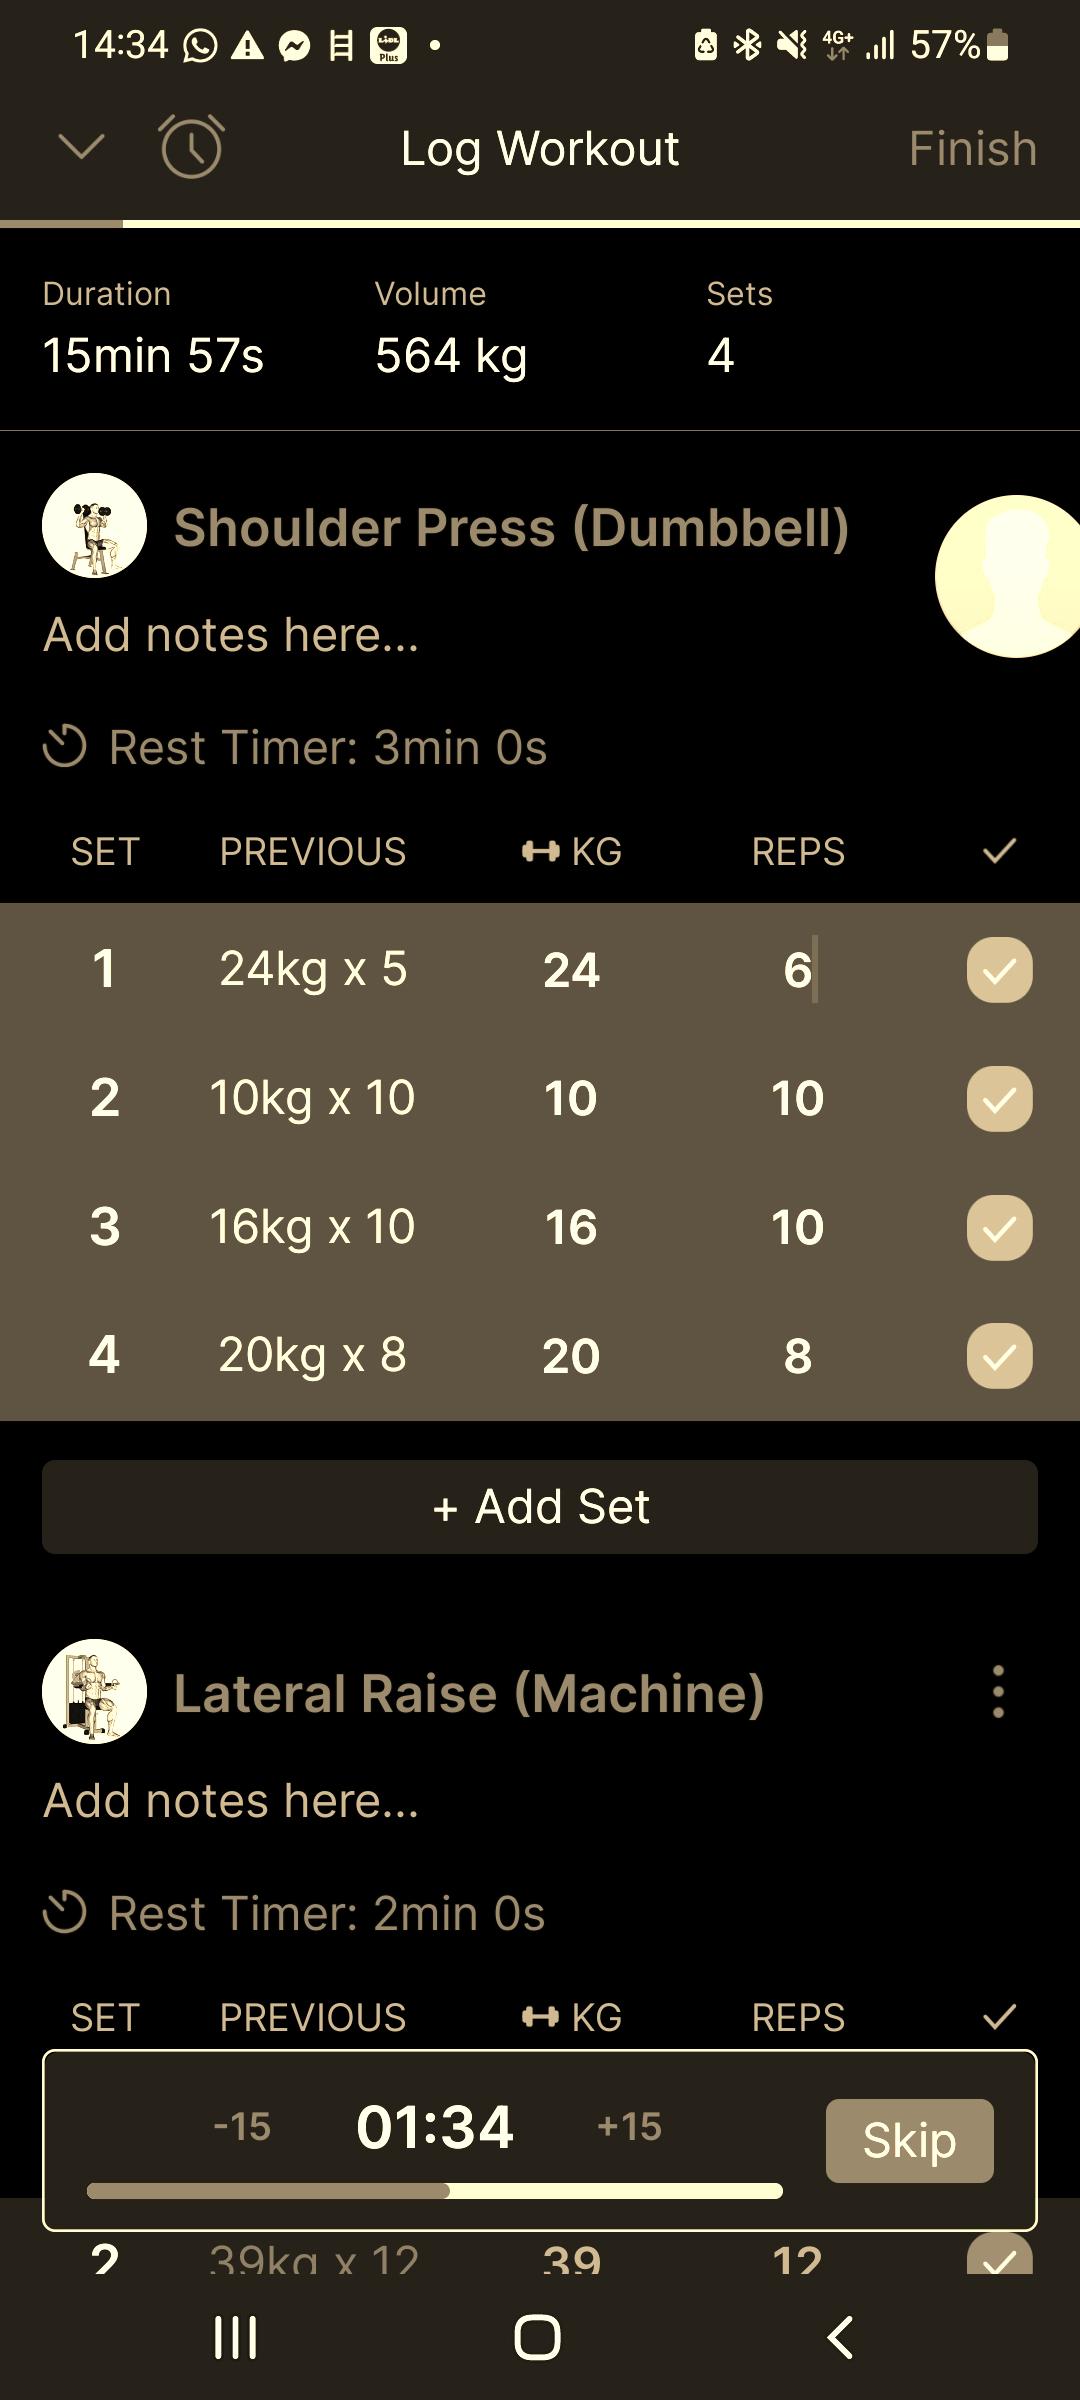 14:34 LIDL Plus 4G+ 57%
Log Workout Finish
Duration Volume Sets
15min 57s 564 kg 4
Shoulder Press (Dumbbell)
Add notes here...
Rest Timer: 3min 0s
SET PREVIOUS KG REPS
1 24kg x 5 24 6
2 10kg x 10 10 10
3 16kg x 10 16 10
4 20kg x 8 20 8
+ Add Set
Lateral Raise (Machine)
Add notes here...
Rest Timer: 2min 0s
SET PREVIOUS KG REPS
-15 01:34 +15 Skip
2 39kg x 12 39 12